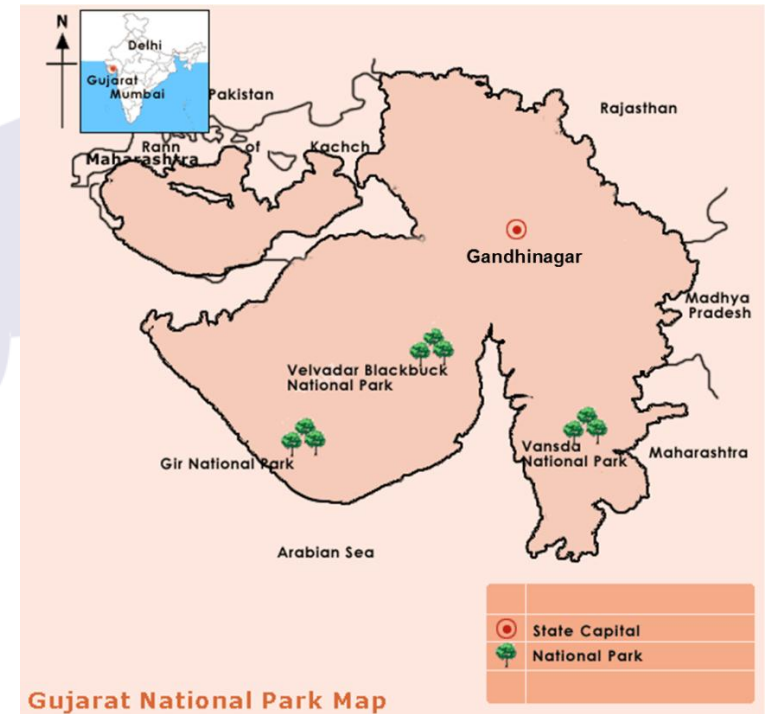 N
Delhi
Gujarat
Mumbai
Pakistan
Rajasthan
Rann of Kachch
Maharashtra
Gandhinagar
Madhya
Pradesh
Velvadar Blackbuck
National Park
Gir National Park
Vansda
National Park
Maharashtra
Arabian Sea
State Capital
National Park
Gujarat National Park Map